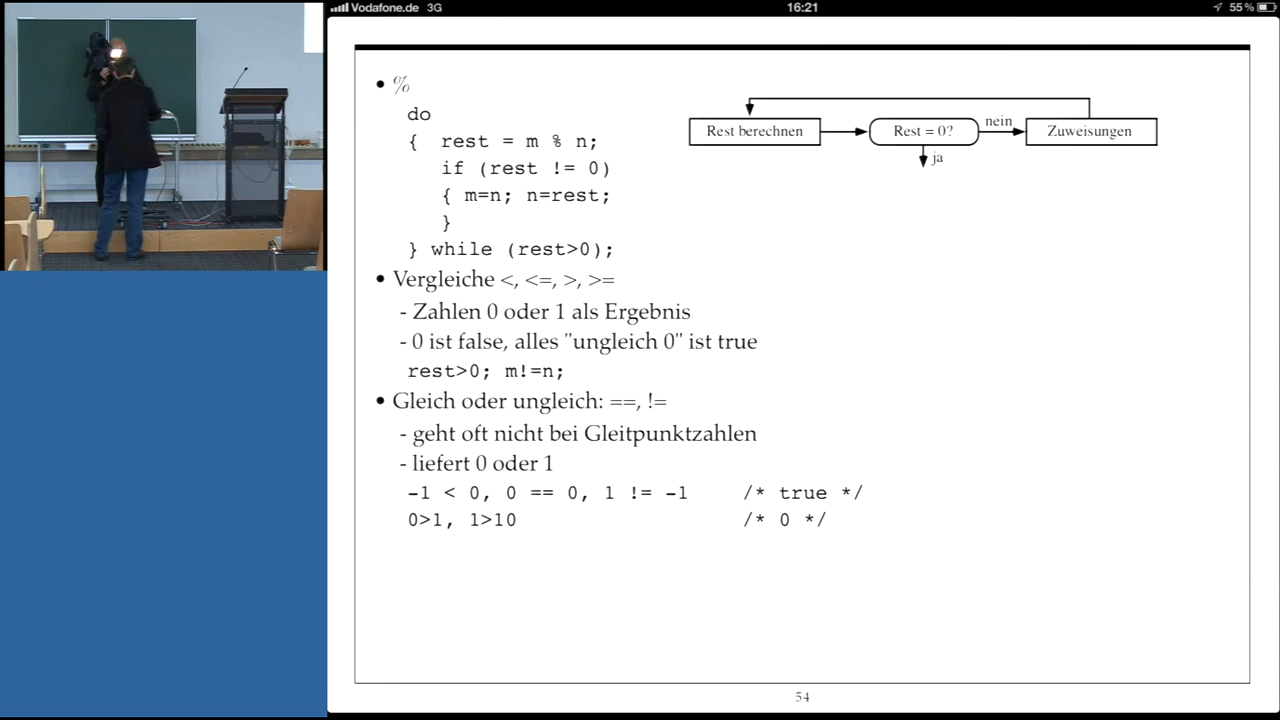 Vodafone.de 3G 16:21 55%
• %
do
{ rest = m % n;
if (rest != 0)
{ m=n; n=rest;
}
} while (rest>0);
Rest berechnen Rest = 0? nein Zuweisungen
ja
• Vergleiche <, <=, >, >=
- Zahlen 0 oder 1 als Ergebnis
- 0 ist false, alles "ungleich 0" ist true
rest>0; m!=n;
• Gleich oder ungleich: ==, !=
- geht oft nicht bei Gleitpunktzahlen
- liefert 0 oder 1
-1 < 0, 0 == 0, 1 != -1 /* true */
0>1, 1>10 /* 0 */
54